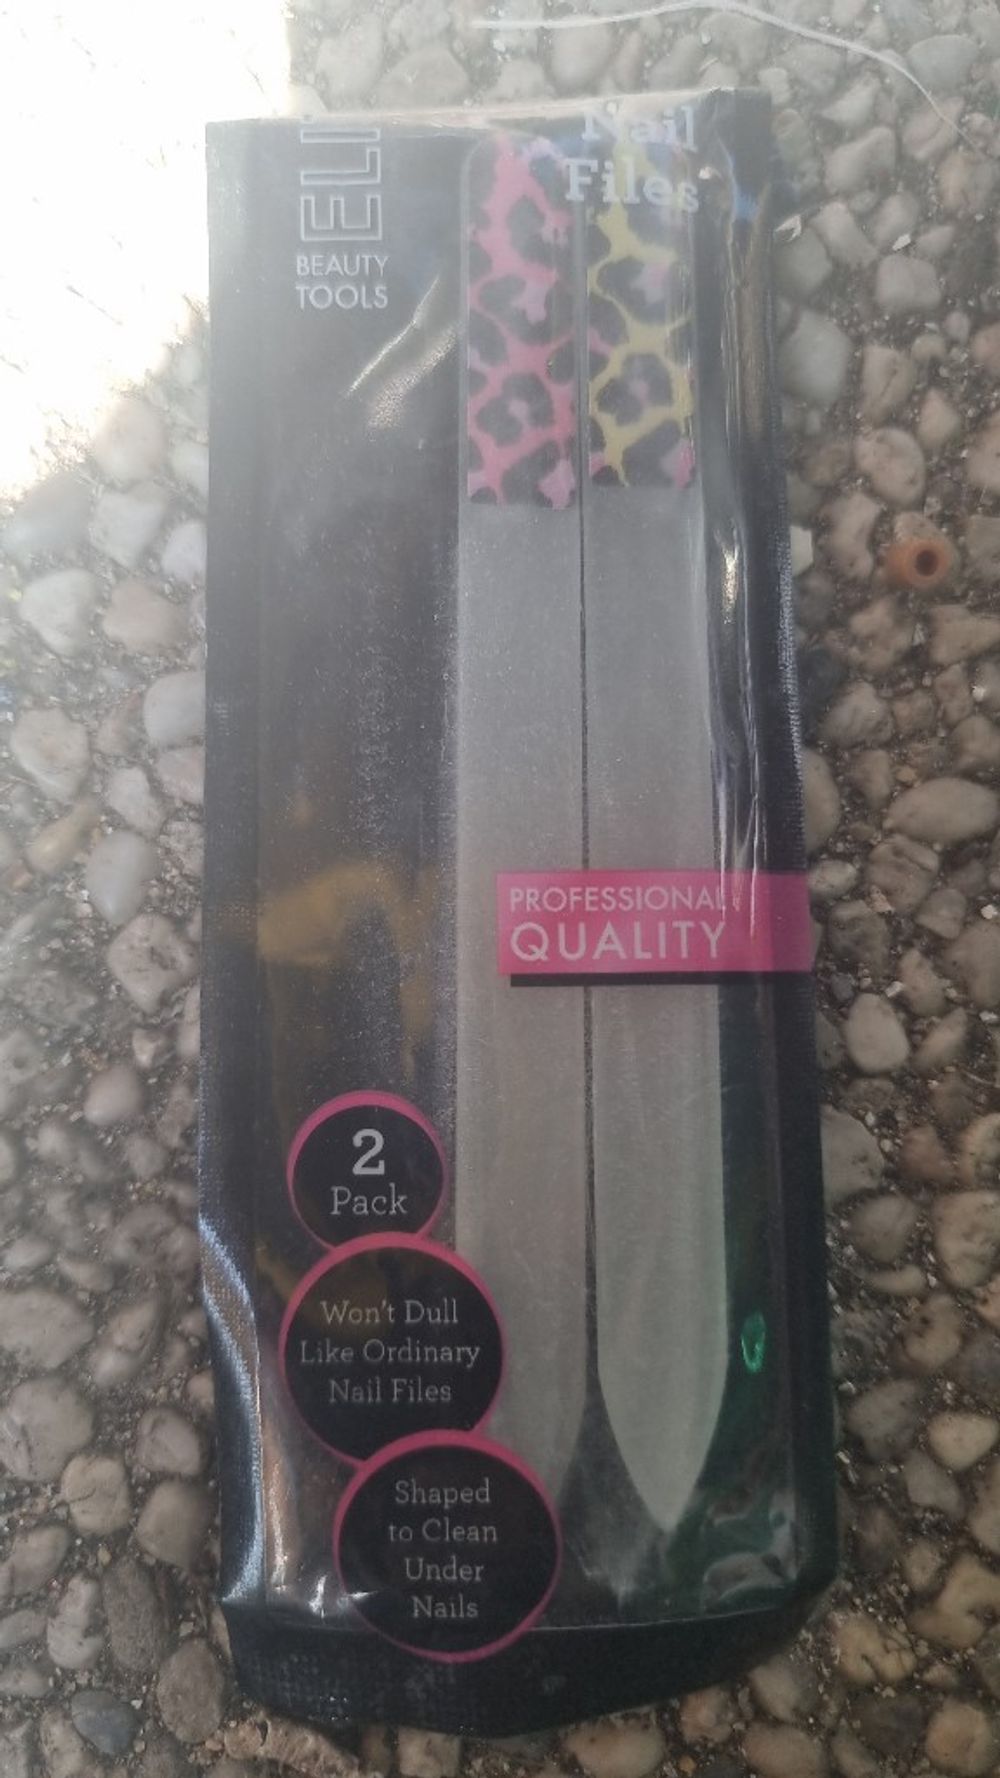 Nail
Files
BEAUTY
TOOLS
PROFESSIONAL
QUALITY
2
Pack
Won't Dull
Like Ordinary
Nail Files
Shaped
to Clean
Under
Nails